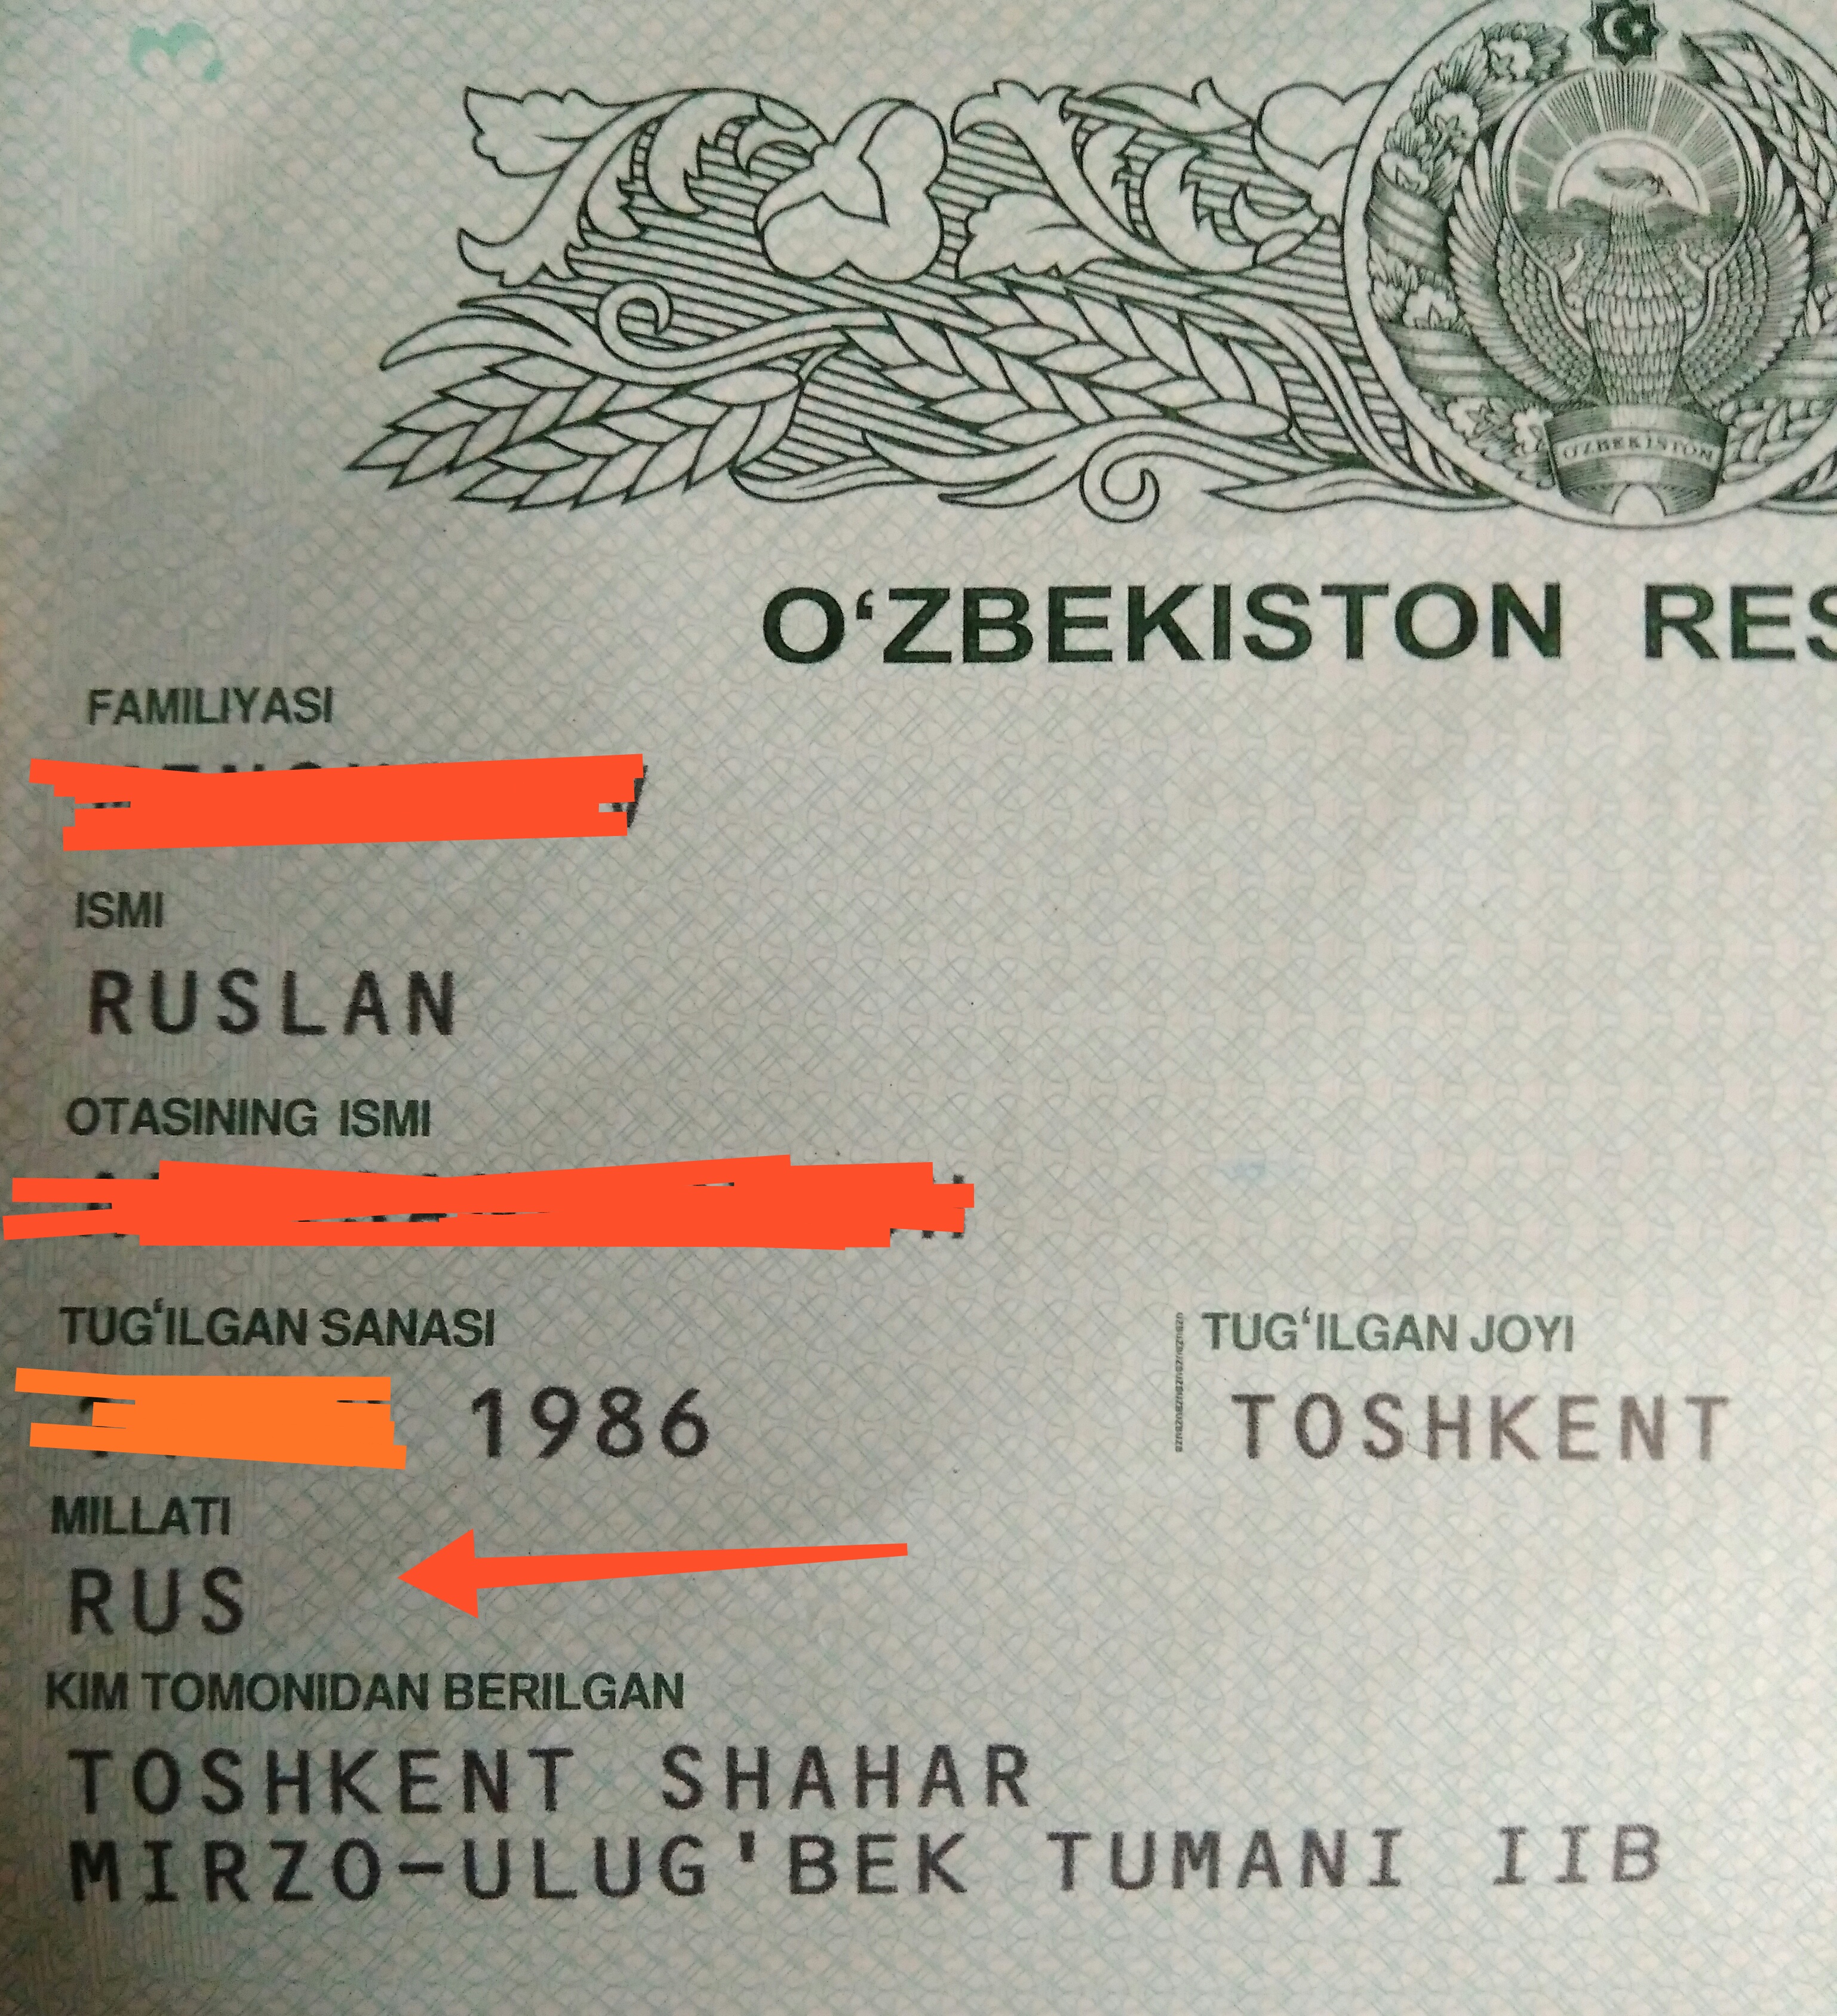 O'ZBEKISTON
O‘ZBEKISTON RES
FAMILIYASI
ISMI
RUSLAN
OTASINING ISMI
TUG‘ILGAN SANASI
1986
TUG‘ILGAN JOYI
TOSHKENT
MILLATI
RUS
KIM TOMONIDAN BERILGAN
TOSHKENT SHAHAR
MIRZO-ULUG'BEK TUMANI IIB